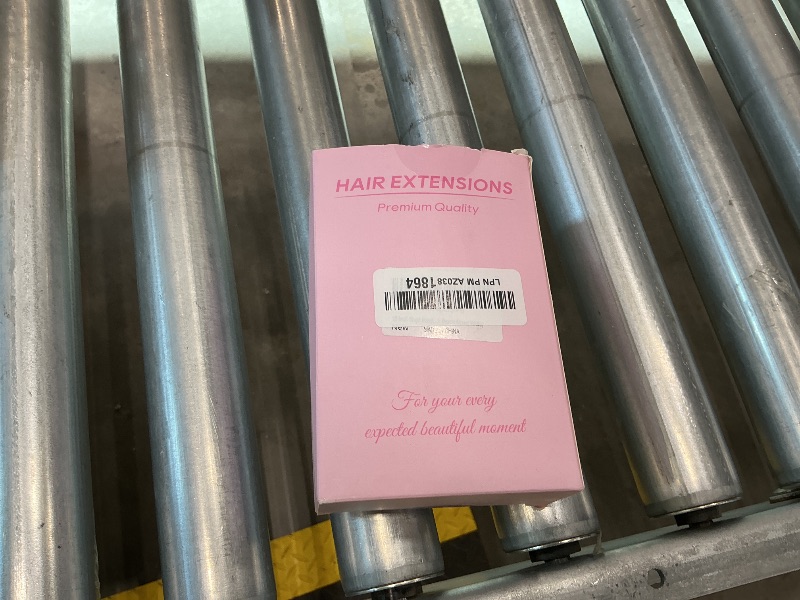 HAIR EXTENSIONS
Premium Quality
LPN PM AZ0381864
For your every
expected beautiful moment